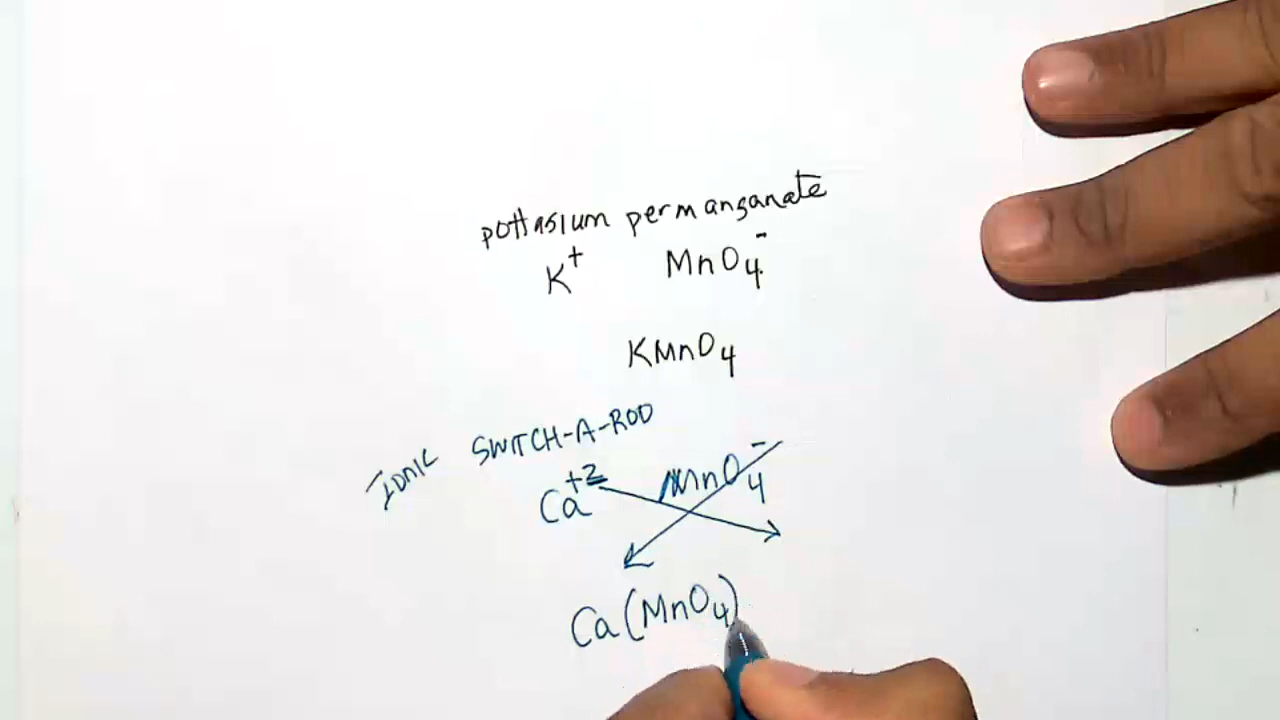 pottasium permanganate
K⁺ MnO₄⁻
KMnO₄
IONIC SWITCH-A-ROO
Ca⁺² MnO₄⁻
Ca(MnO₄)